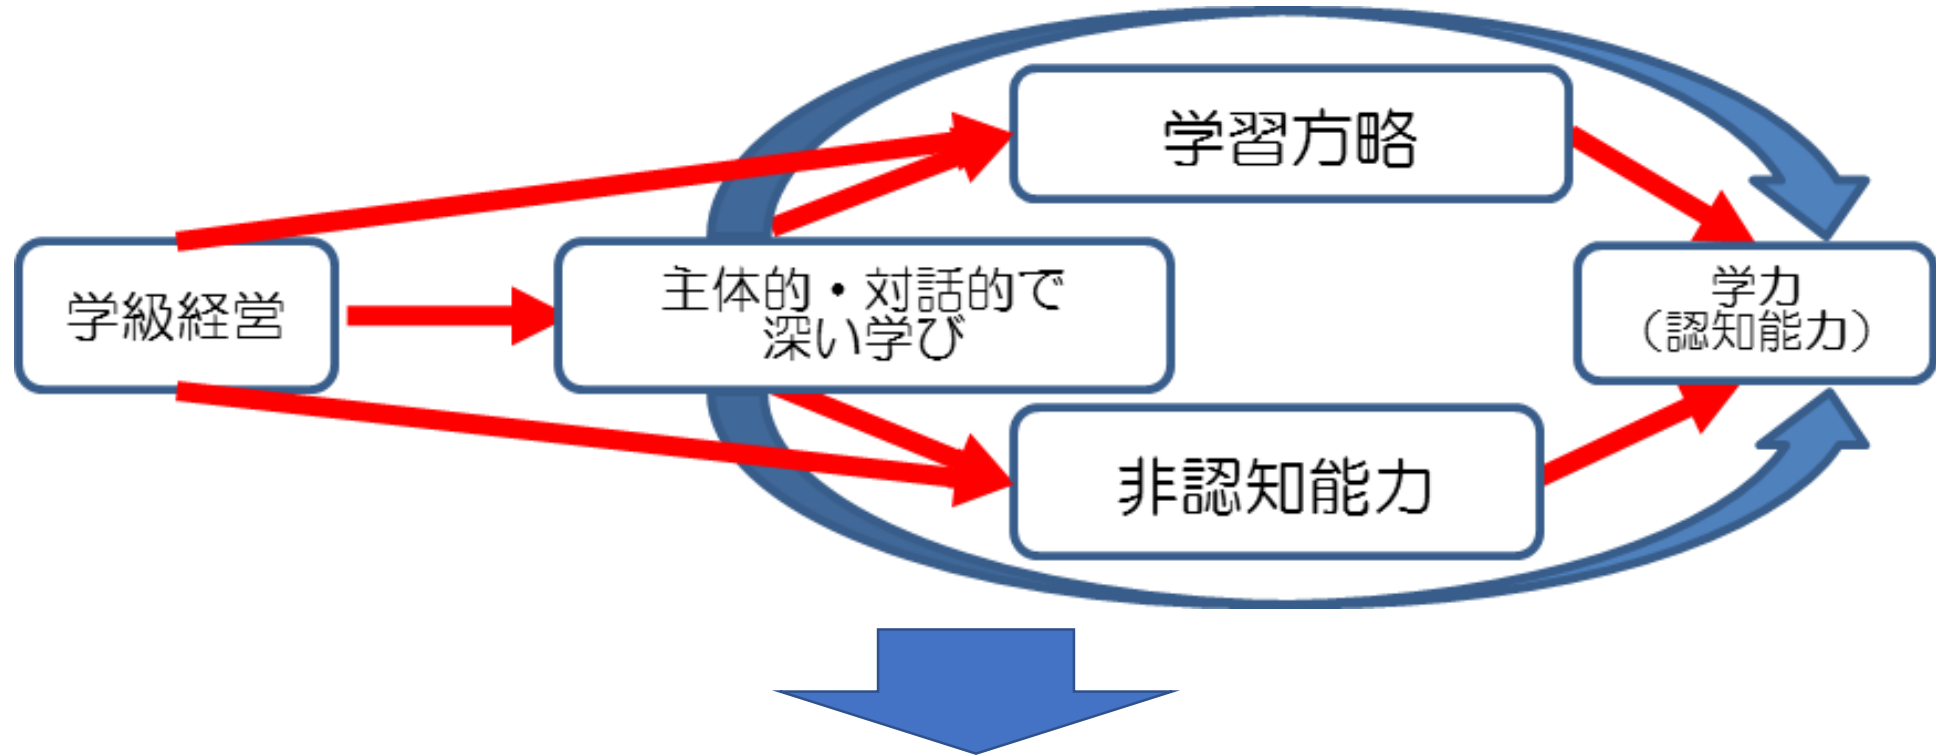 学習方略
学級経営
主体的・対話的で
深い学び
学力
（認知能力）
非認知能力